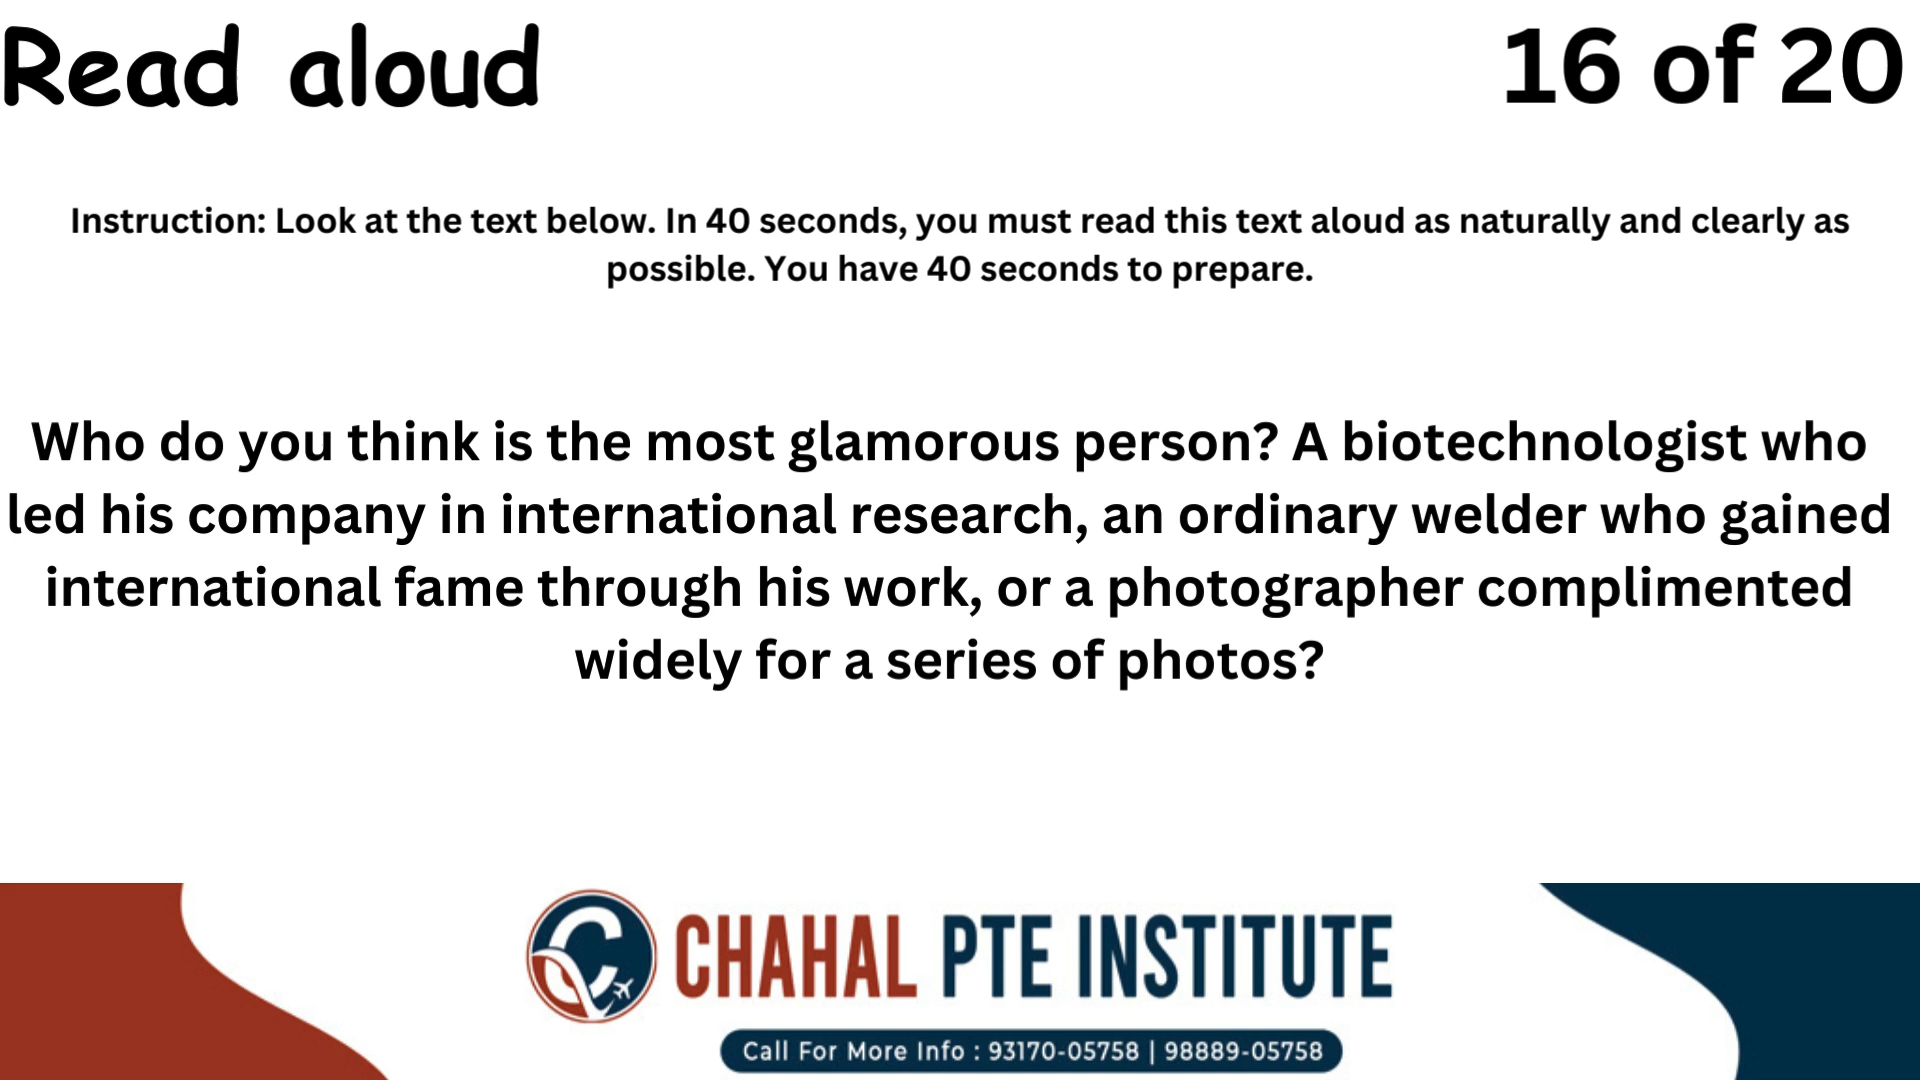 Read aloud
16 of 20
Instruction: Look at the text below. In 40 seconds, you must read this text aloud as naturally and clearly as
possible. You have 40 seconds to prepare.
Who do you think is the most glamorous person? A biotechnologist who
led his company in international research, an ordinary welder who gained
international fame through his work, or a photographer complimented
widely for a series of photos?
CHAHAL PTE INSTITUTE
Call For More Info : 93170-05758 | 98889-05758